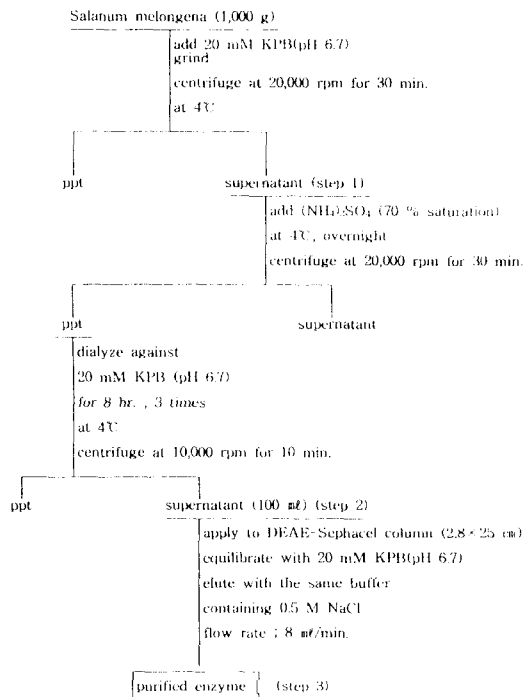 Salanum melongena (1,000 g)
add 20 mM KPB(pH 6.7)
grind
centrifuge at 20,000 rpm for 30 min.
at 4℃
ppt
supernatant (step 1)
add (NH₄)₂SO₄ (70 % saturation)
at 4℃, overnight
centrifuge at 20,000 rpm for 30 min.
ppt
supernatant
dialyze against
20 mM KPB (pH 6.7)
for 8 hr. , 3 times
at 4℃
centrifuge at 10,000 rpm for 10 min.
ppt
supernatant (100 ㎖) (step 2)
apply to DEAE-Sephacel column (2.8×25 ㎝)
equilibrate with 20 mM KPB(pH 6.7)
elute with the same buffer
containing 0.5 M NaCl
flow rate ; 8 ㎖/min.
purified enzyme (step 3)